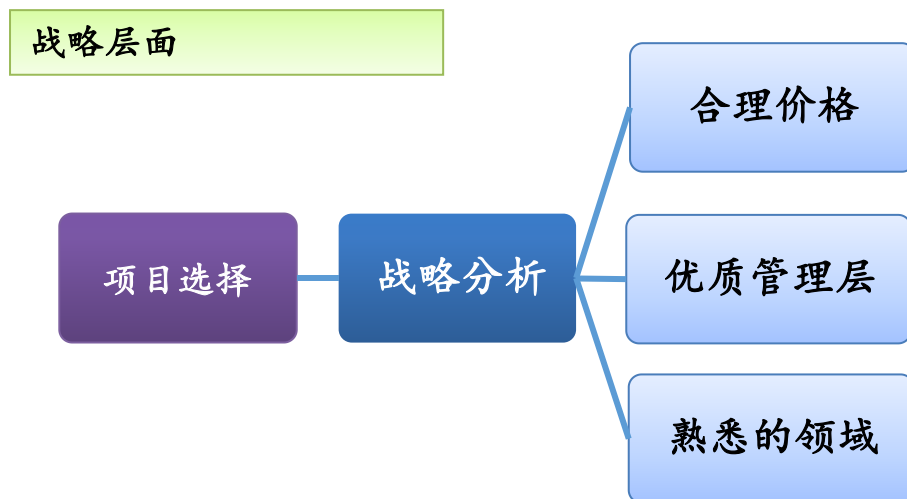 战略层面
合理价格
项目选择
战略分析
优质管理层
熟悉的领域